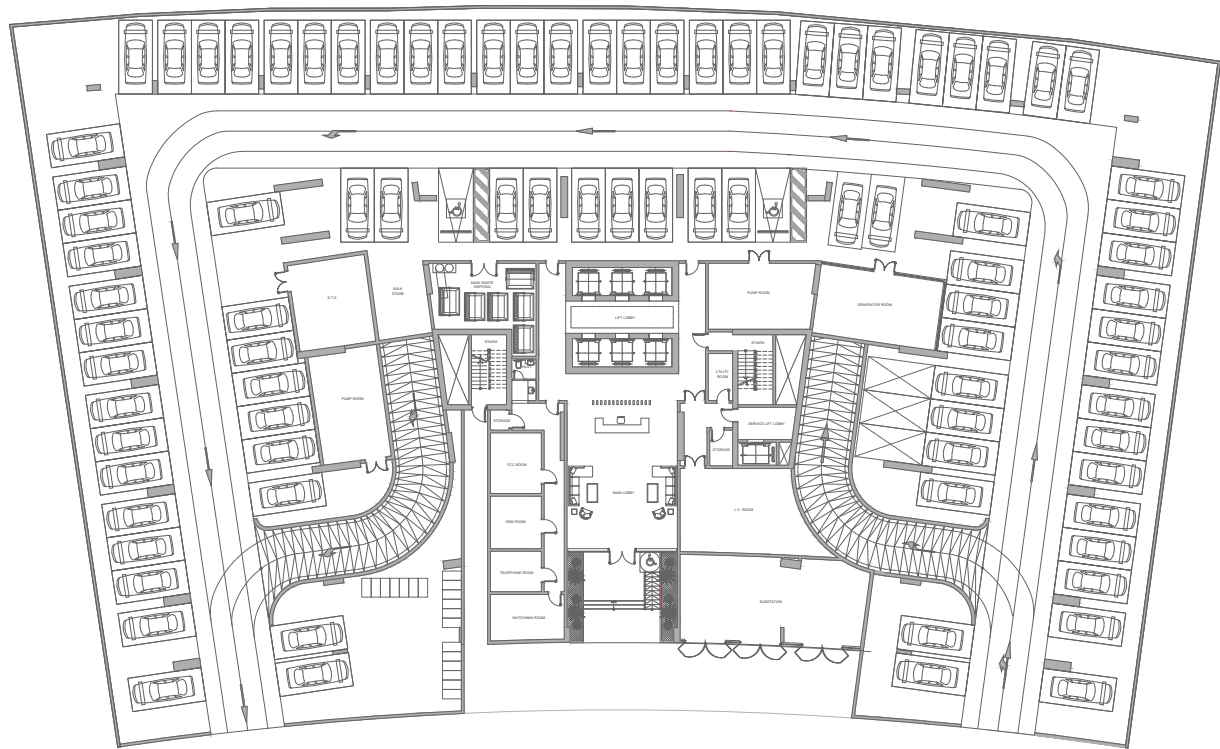 MAIN WASTE
DISPOSAL
BULK
STORE
E.T.S
LIFT LOBBY
PUMP ROOM
GENERATOR ROOM
STAIRS
STAIRS
UTILITY
ROOM
PUMP ROOM
STORAGE
SERVICE LIFT LOBBY
STORAGE
FCC ROOM
MAIN LOBBY
L.V. ROOM
GSM ROOM
TELEPHONE ROOM
WATCHMAN ROOM
SUBSTATION